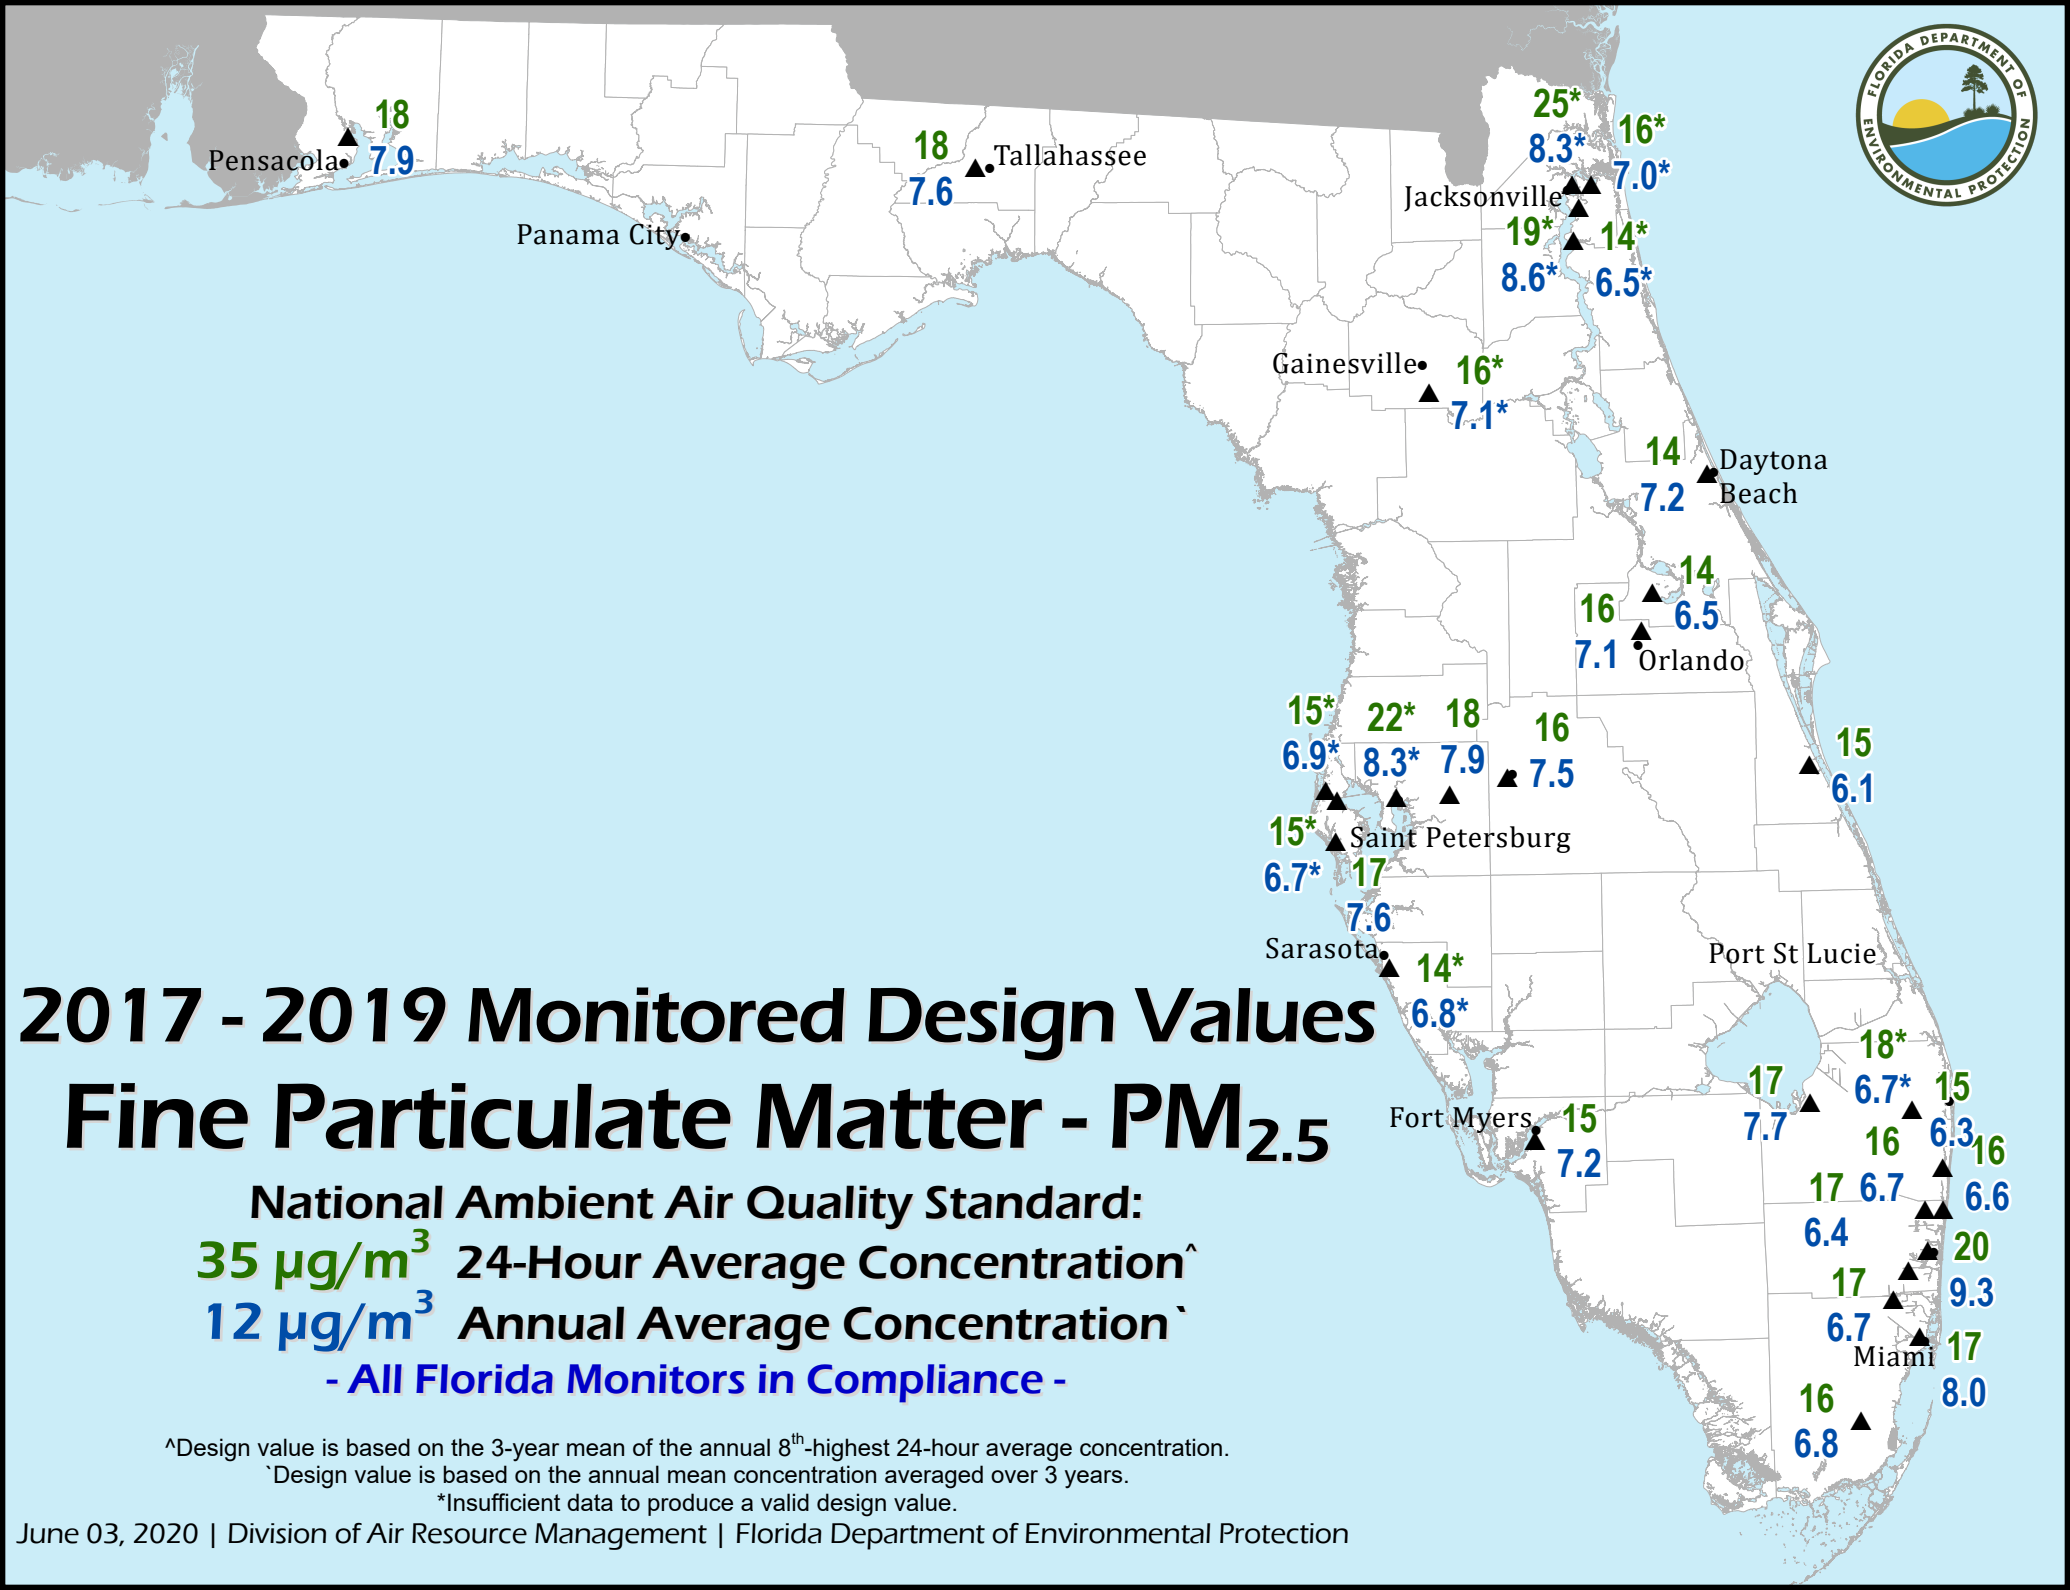 FLORIDA DEPARTMENT OF
ENVIRONMENTAL PROTECTION
18
7.9
Pensacola
18
7.6
Tallahassee
Panama City
25*
8.3*
16*
7.0*
Jacksonville
19*
8.6*
14*
6.5*
Gainesville
16*
7.1*
14
7.2
Daytona
Beach
14
6.5
16
7.1
Orlando
15*
6.9*
22*
8.3*
18
7.9
16
7.5
15
6.1
15*
6.7*
Saint Petersburg
17
7.6
Sarasota
14*
6.8*
Port St Lucie
Fort Myers
15
7.2
17
7.7
18*
6.7*
15
6.3
16
6.7
16
6.6
17
6.4
20
9.3
17
6.7
Miami
17
8.0
16
6.8
2017 - 2019 Monitored Design Values
Fine Particulate Matter - PM2.5
National Ambient Air Quality Standard:
35 µg/m³ 24-Hour Average Concentration^
12 µg/m³ Annual Average Concentration`
- All Florida Monitors in Compliance -
^Design value is based on the 3-year mean of the annual 8th-highest 24-hour average concentration.
`Design value is based on the annual mean concentration averaged over 3 years.
*Insufficient data to produce a valid design value.
June 03, 2020 | Division of Air Resource Management | Florida Department of Environmental Protection